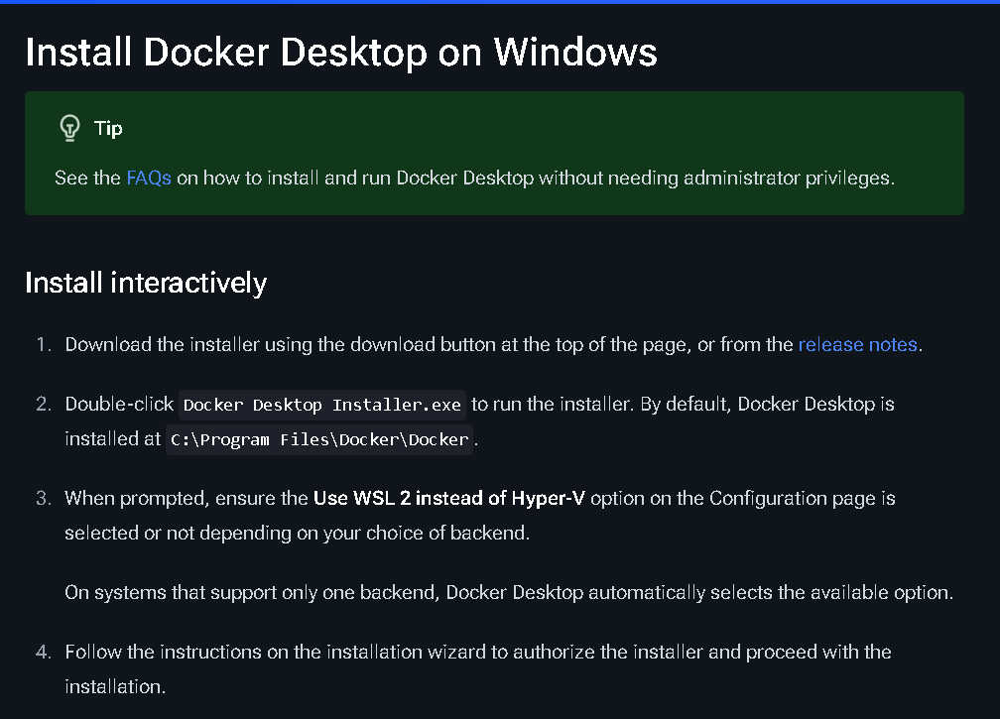 Install Docker Desktop on Windows
Tip
See the FAQs on how to install and run Docker Desktop without needing administrator privileges.
Install interactively
1. Download the installer using the download button at the top of the page, or from the release notes.
2. Double-click Docker Desktop Installer.exe to run the installer. By default, Docker Desktop is
installed at C:\Program Files\Docker\Docker.
3. When prompted, ensure the Use WSL 2 instead of Hyper-V option on the Configuration page is
selected or not depending on your choice of backend.
On systems that support only one backend, Docker Desktop automatically selects the available option.
4. Follow the instructions on the installation wizard to authorize the installer and proceed with the
installation.